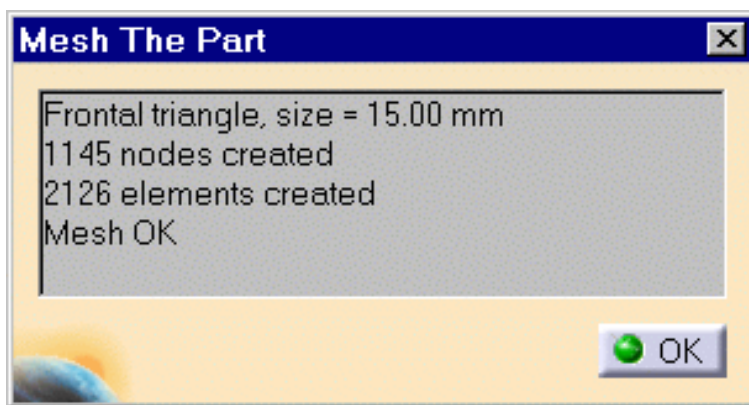 Mesh The Part
Frontal triangle, size = 15.00 mm
1145 nodes created
2126 elements created
Mesh OK
OK